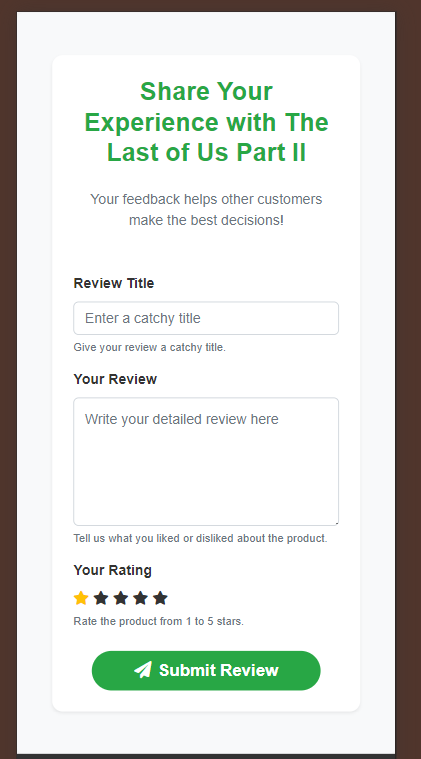 Share Your
Experience with The
Last of Us Part II
Your feedback helps other customers
make the best decisions!
Review Title
Enter a catchy title
Give your review a catchy title.
Your Review
Write your detailed review here
Tell us what you liked or disliked about the product.
Your Rating
Rate the product from 1 to 5 stars.
Submit Review